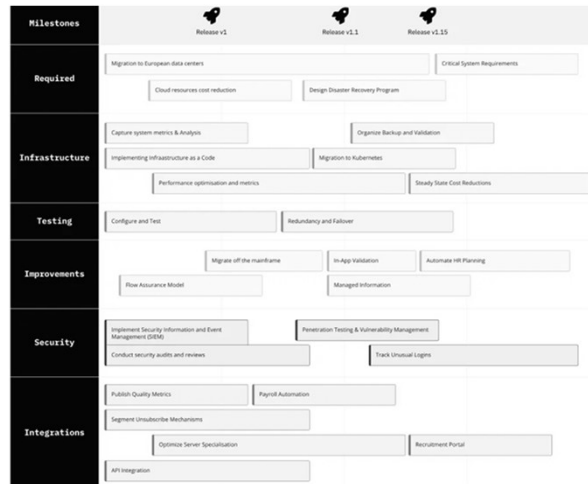 Milestones
Release v1
Release v1.1
Release v1.15
Required
Migration to European data centers
Critical System Requirements
Cloud resources cost reduction
Design Disaster Recovery Program
Infrastructure
Capture system metrics & Analysis
Organize Backup and Validation
Implementing Infraastructure as a Code
Migration to Kubernetes
Performance optimisation and metrics
Steady State Cost Reductions
Testing
Configure and Test
Redundancy and Failover
Improvements
Migrate off the mainframe
In-App Validation
Automate HR Planning
Flow Assurance Model
Managed Information
Security
Implement Security Information and Event
Management (SIEM)
Penetration Testing & Vulnerability Management
Conduct security audits and reviews
Track Unusual Logins
Integrations
Publish Quality Metrics
Payroll Automation
Segment Unsubscribe Mechanisms
Optimize Server Specialisation
Recruitment Portal
API Integration